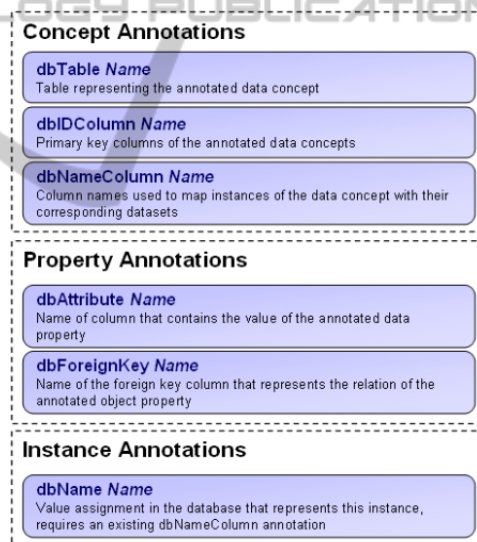 LOGY PUBLICATION
Concept Annotations
dbTable Name
Table representing the annotated data concept
dbIDColumn Name
Primary key columns of the annotated data concepts
dbNameColumn Name
Column names used to map instances of the data concept with their
corresponding datasets
Property Annotations
dbAttribute Name
Name of column that contains the value of the annotated data
property
dbForeignKey Name
Name of the foreign key column that represents the relation of the
annotated object property
Instance Annotations
dbName Name
Value assignment in the database that represents this instance,
requires an existing dbNameColumn annotation